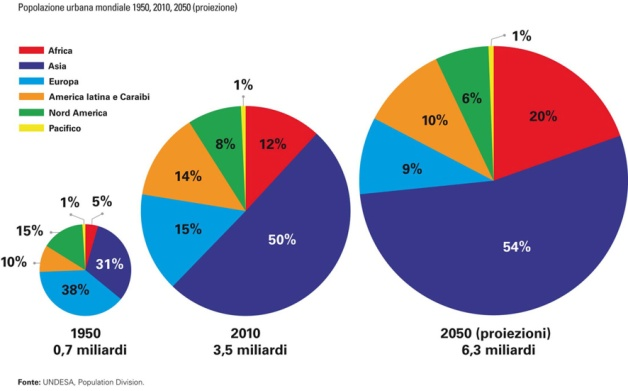 Popolazione urbana mondiale 1950, 2010, 2050 (proiezione)
Africa
Asia
Europa
America latina e Caraibi
Nord America
Pacifico
1%
5%
15%
31%
10%
38%
1950
0,7 miliardi
1%
8%
12%
14%
15%
50%
2010
3,5 miliardi
1%
6%
20%
10%
9%
54%
2050 (proiezioni)
6,3 miliardi
Fonte: UNDESA, Population Division.